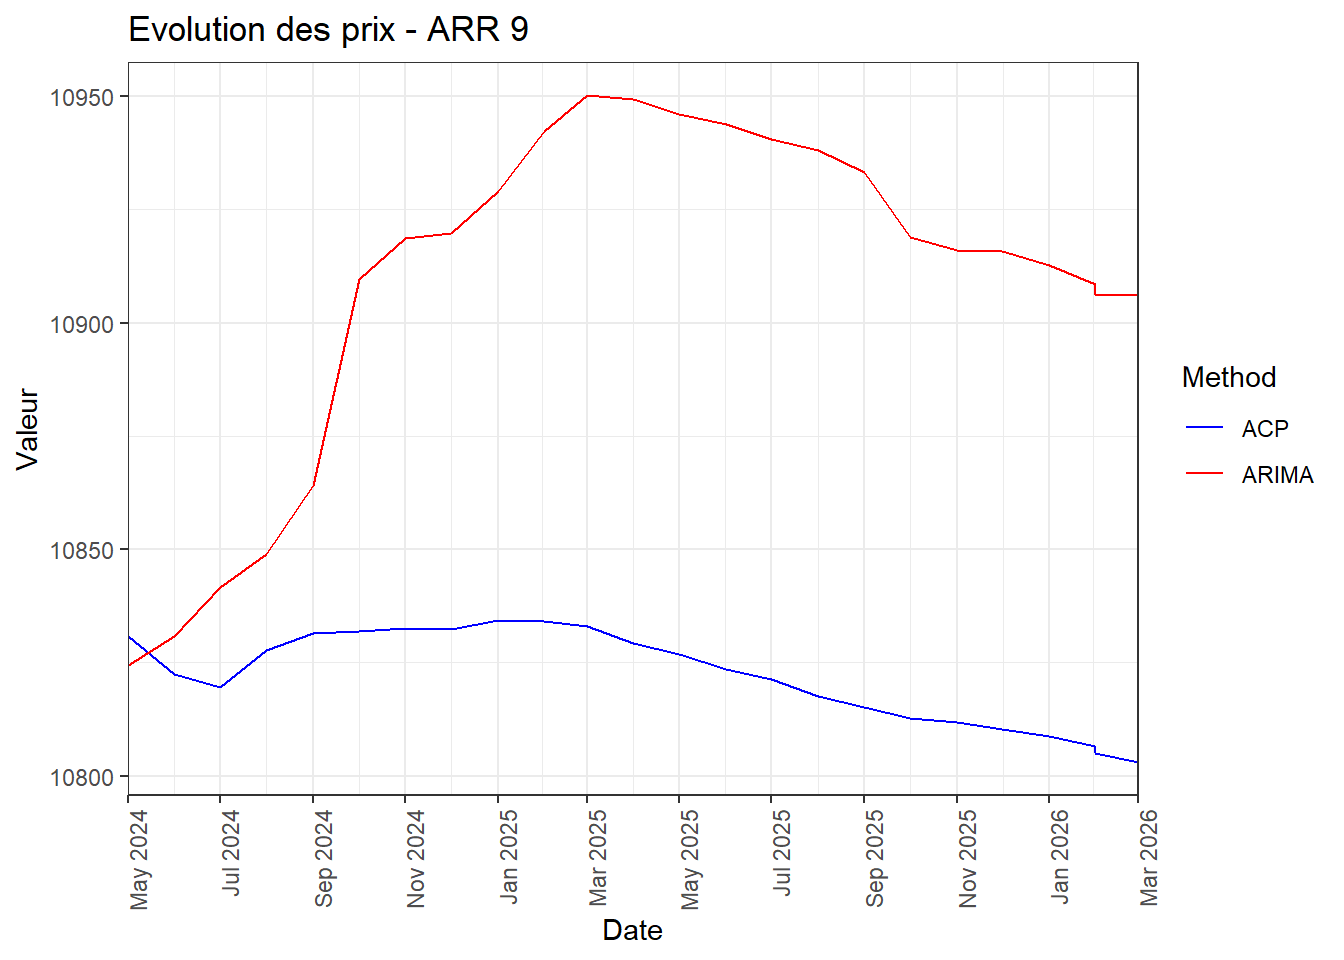 Evolution des prix - ARR 9
Valeur
10950
10900
10850
10800
May 2024
Jul 2024
Sep 2024
Nov 2024
Jan 2025
Mar 2025
May 2025
Jul 2025
Sep 2025
Nov 2025
Jan 2026
Mar 2026
Date
Method
ACP
ARIMA